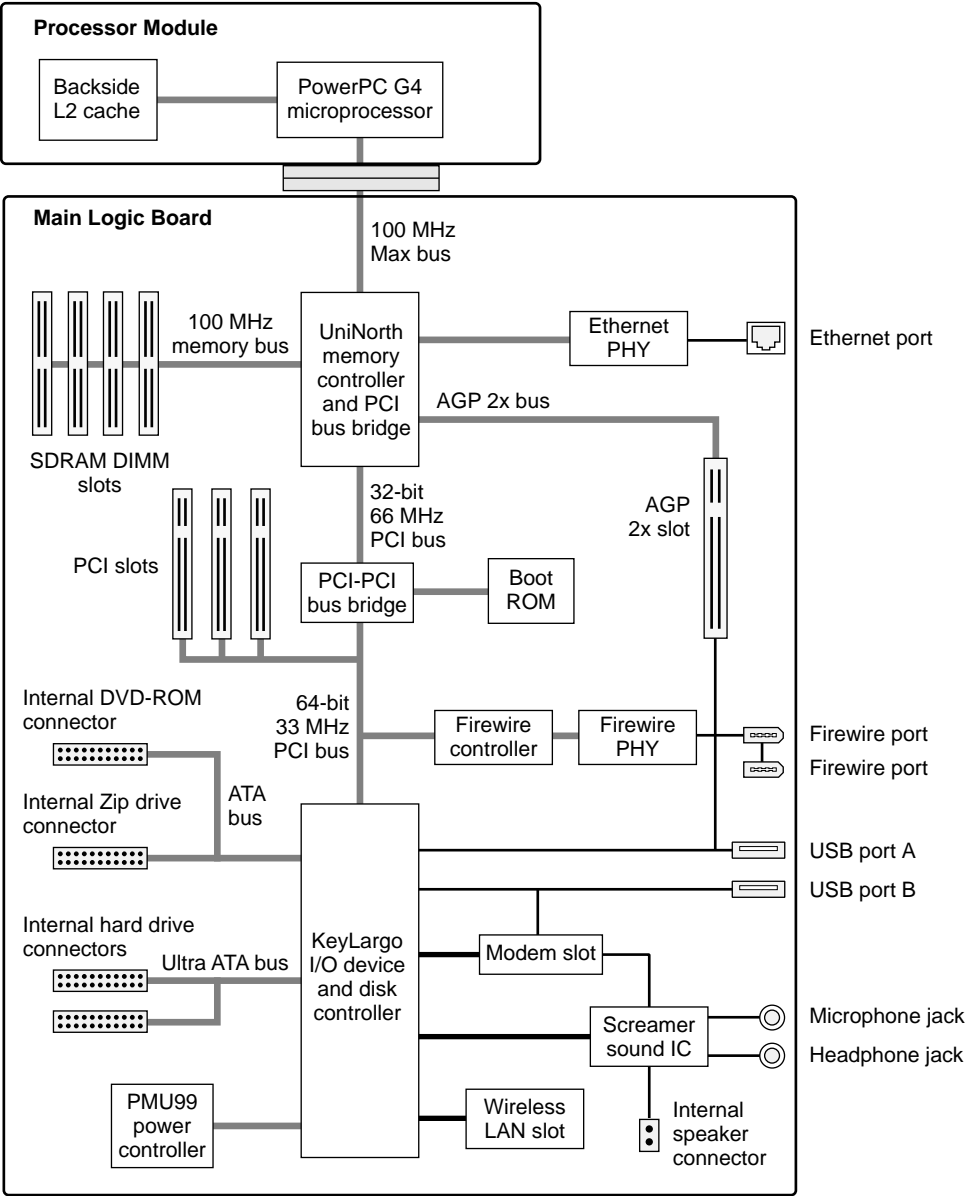 Processor Module
Backside
L2 cache
PowerPC G4
microprocessor
Main Logic Board
100 MHz
Max bus
100 MHz
memory bus
UniNorth
memory
controller
and PCI
bus bridge
Ethernet
PHY
Ethernet port
AGP 2x bus
SDRAM DIMM
slots
32-bit
66 MHz
PCI bus
AGP
2x slot
PCI slots
PCI-PCI
bus bridge
Boot
ROM
Internal DVD-ROM
connector
64-bit
33 MHz
PCI bus
Firewire
controller
Firewire
PHY
Firewire port
Firewire port
Internal Zip drive
connector
ATA
bus
USB port A
USB port B
Internal hard drive
connectors
Ultra ATA bus
KeyLargo
I/O device
and disk
controller
Modem slot
Screamer
sound IC
Microphone jack
Headphone jack
PMU99
power
controller
Wireless
LAN slot
Internal
speaker
connector